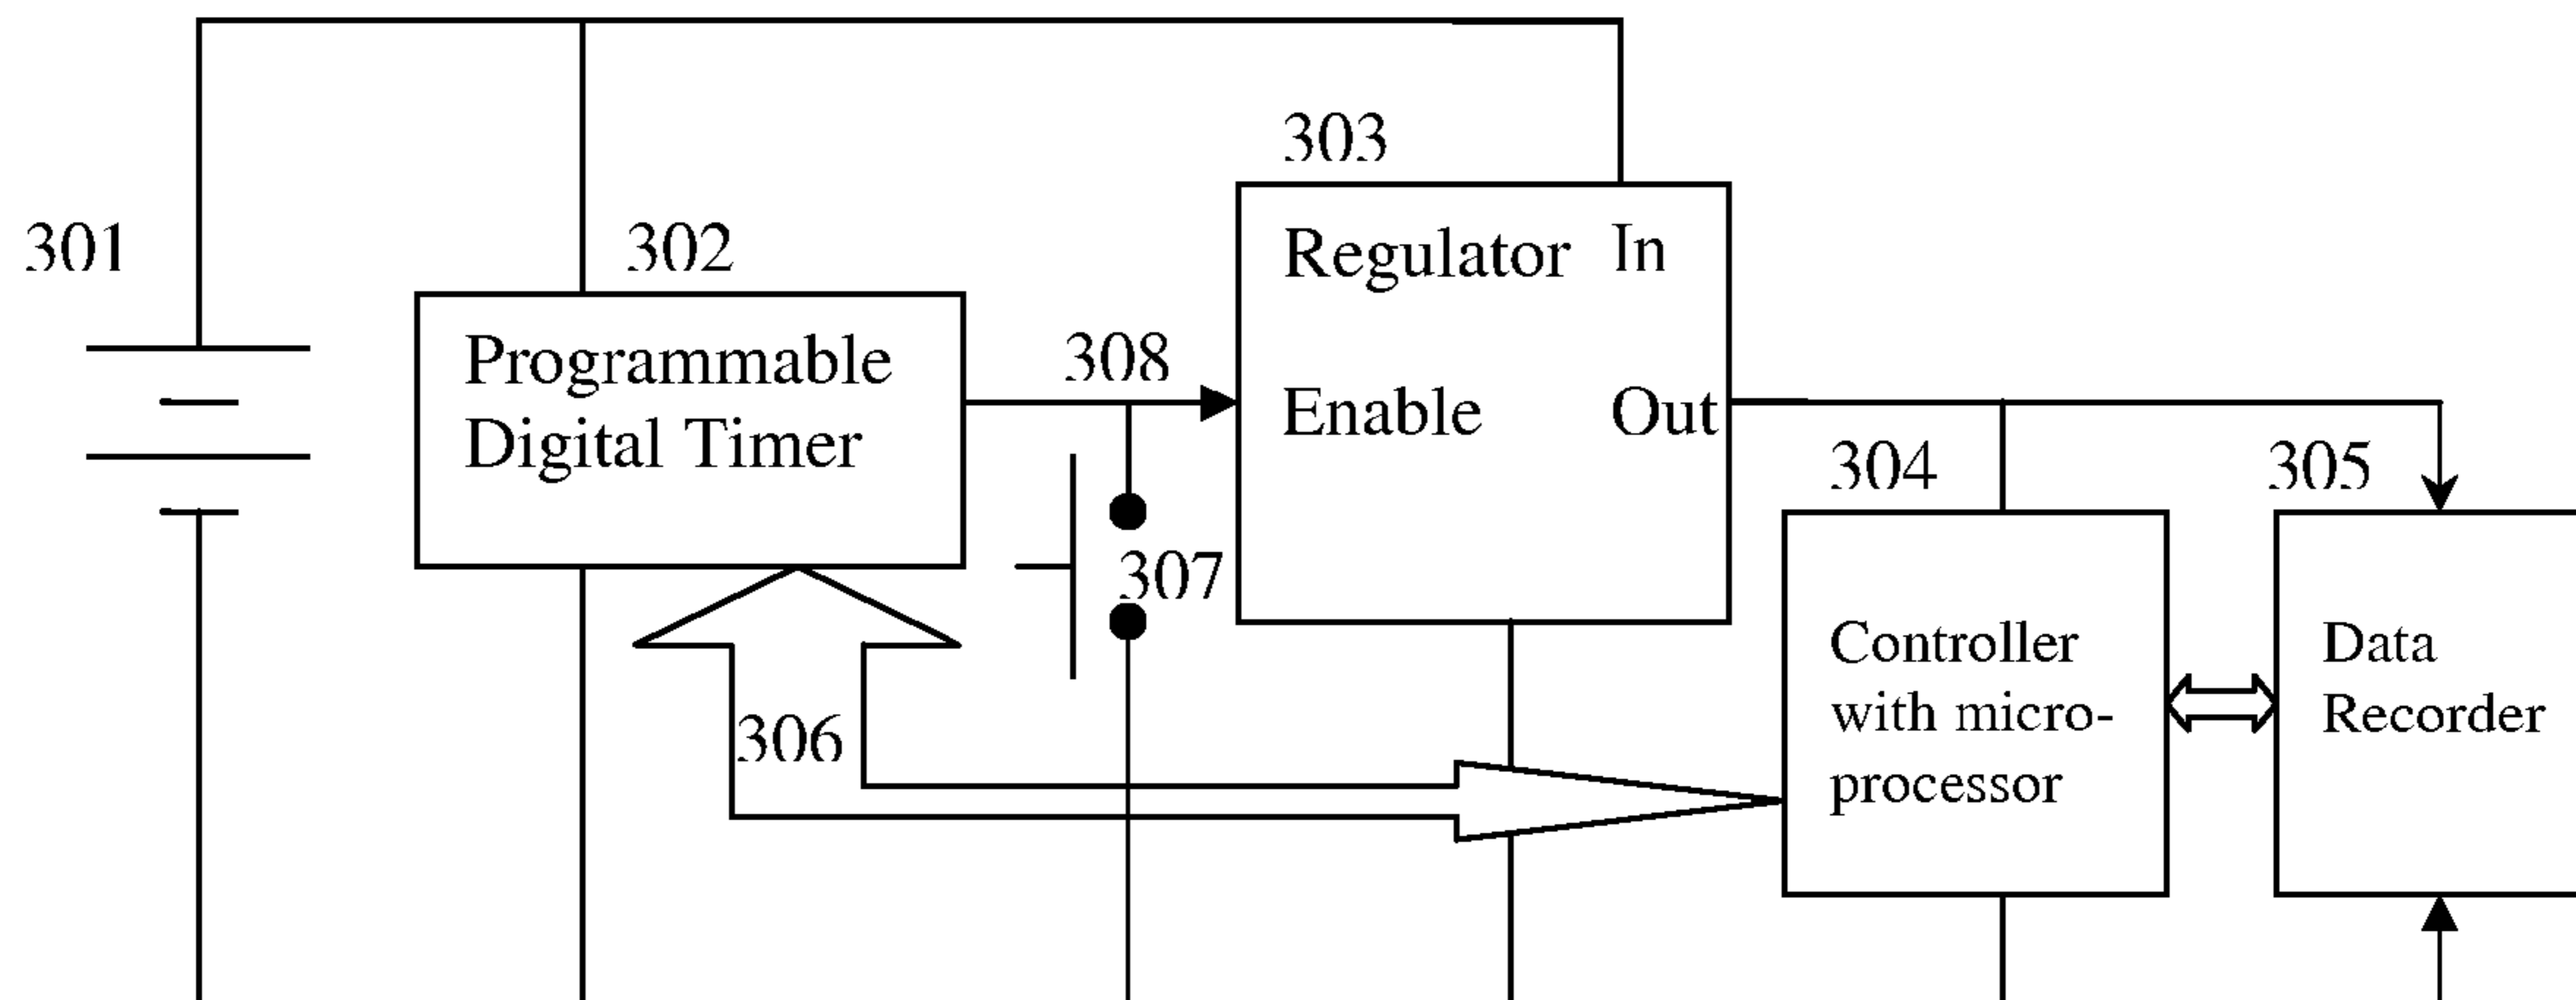 303
301
302
Regulator In
Programmable
Digital Timer
308
Enable Out
304
305
307
306
Controller
with micro-
processor
Data
Recorder